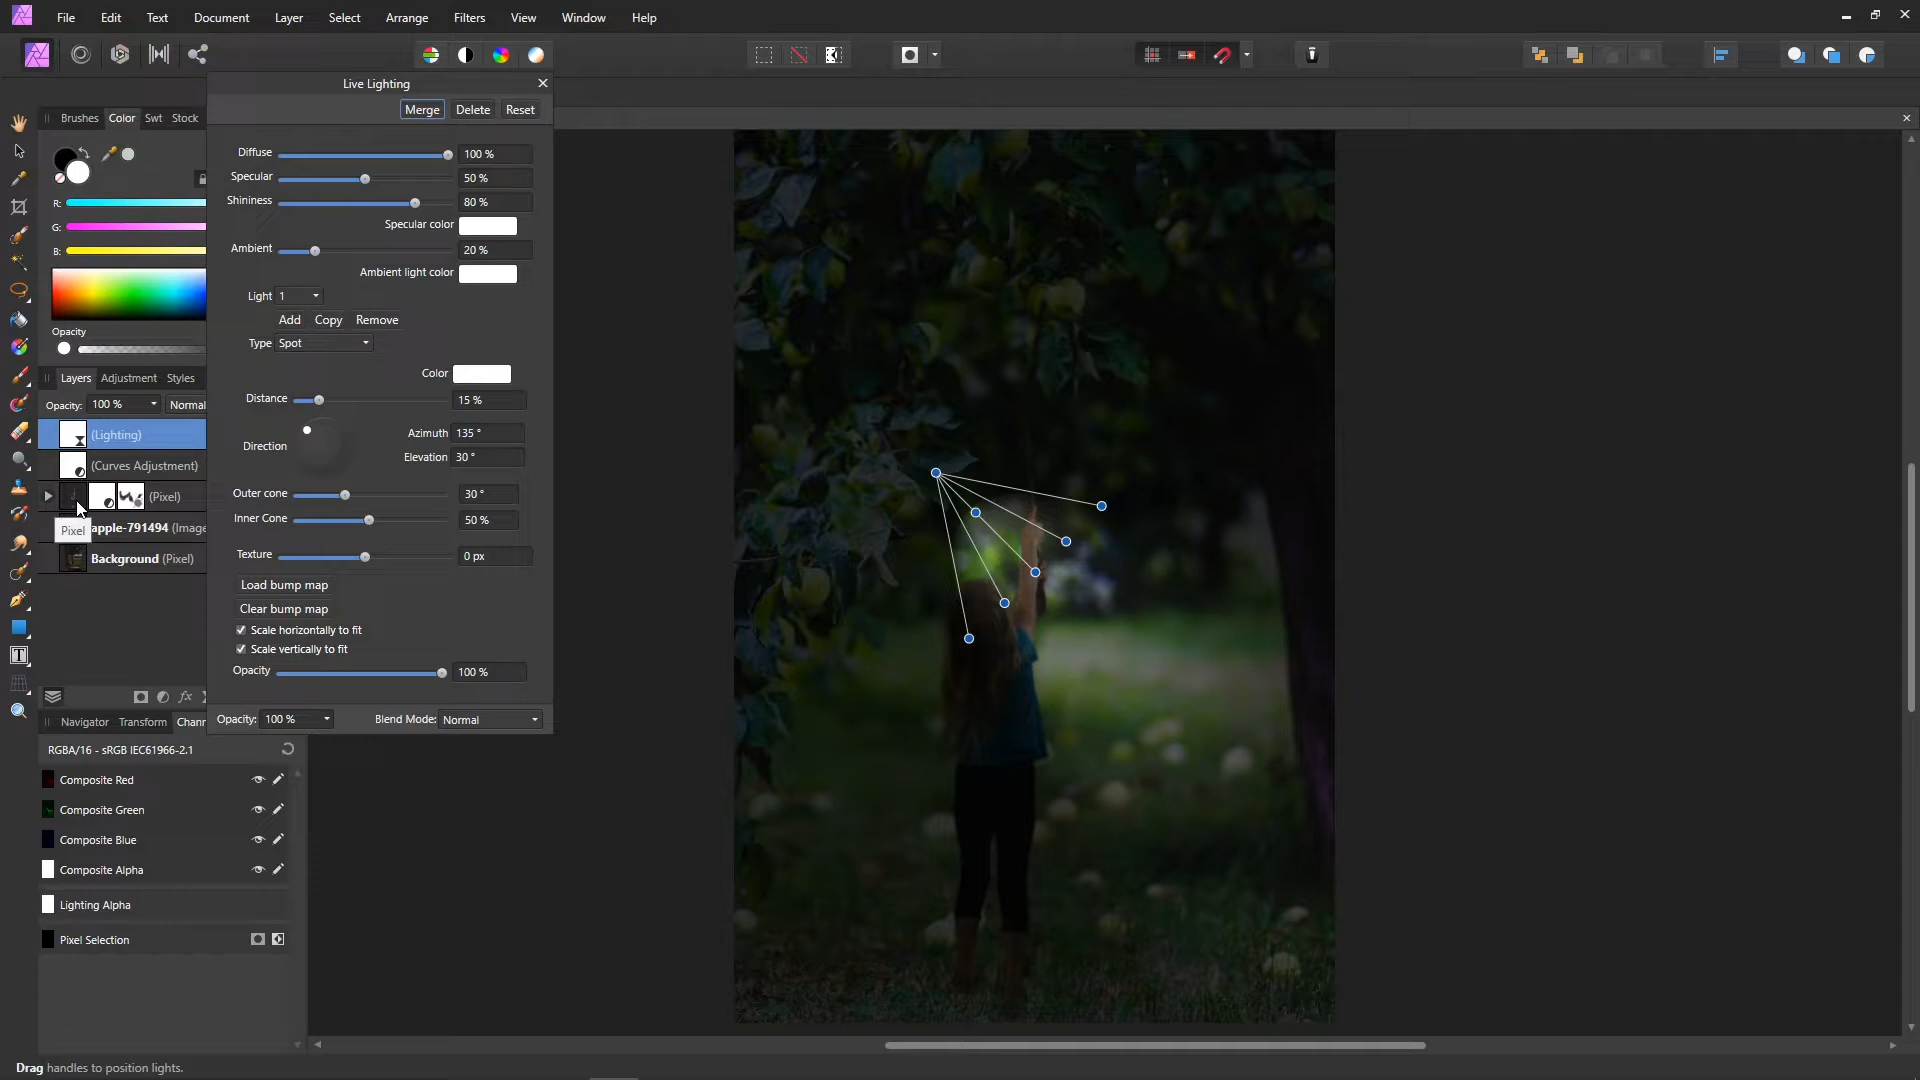 File Edit Text Document Layer Select Arrange Filters View Window Help
Live Lighting
Merge Delete Reset
Brushes Color Swt Stock
Diffuse 100 %
Specular 50 %
Shininess 80 %
Specular color
Ambient 20 %
Ambient light color
Light 1
Add Copy Remove
Type Spot
Color
Distance 15 %
Direction
Azimuth 135 °
Elevation 30 °
Outer cone 30 °
Inner Cone 50 %
Texture 0 px
Load bump map
Clear bump map
Scale horizontally to fit
Scale vertically to fit
Opacity 100 %
Opacity: 100 % Blend Mode: Normal
R:
G:
B:
Opacity
Layers Adjustment Styles
Opacity: 100 % Normal
(Lighting)
(Curves Adjustment)
(Pixel)
Pixel
apple-791494 (Image
Background (Pixel)
fx
Navigator Transform Chann
RGBA/16 - sRGB IEC61966-2.1
Composite Red
Composite Green
Composite Blue
Composite Alpha
Lighting Alpha
Pixel Selection
Drag handles to position lights.